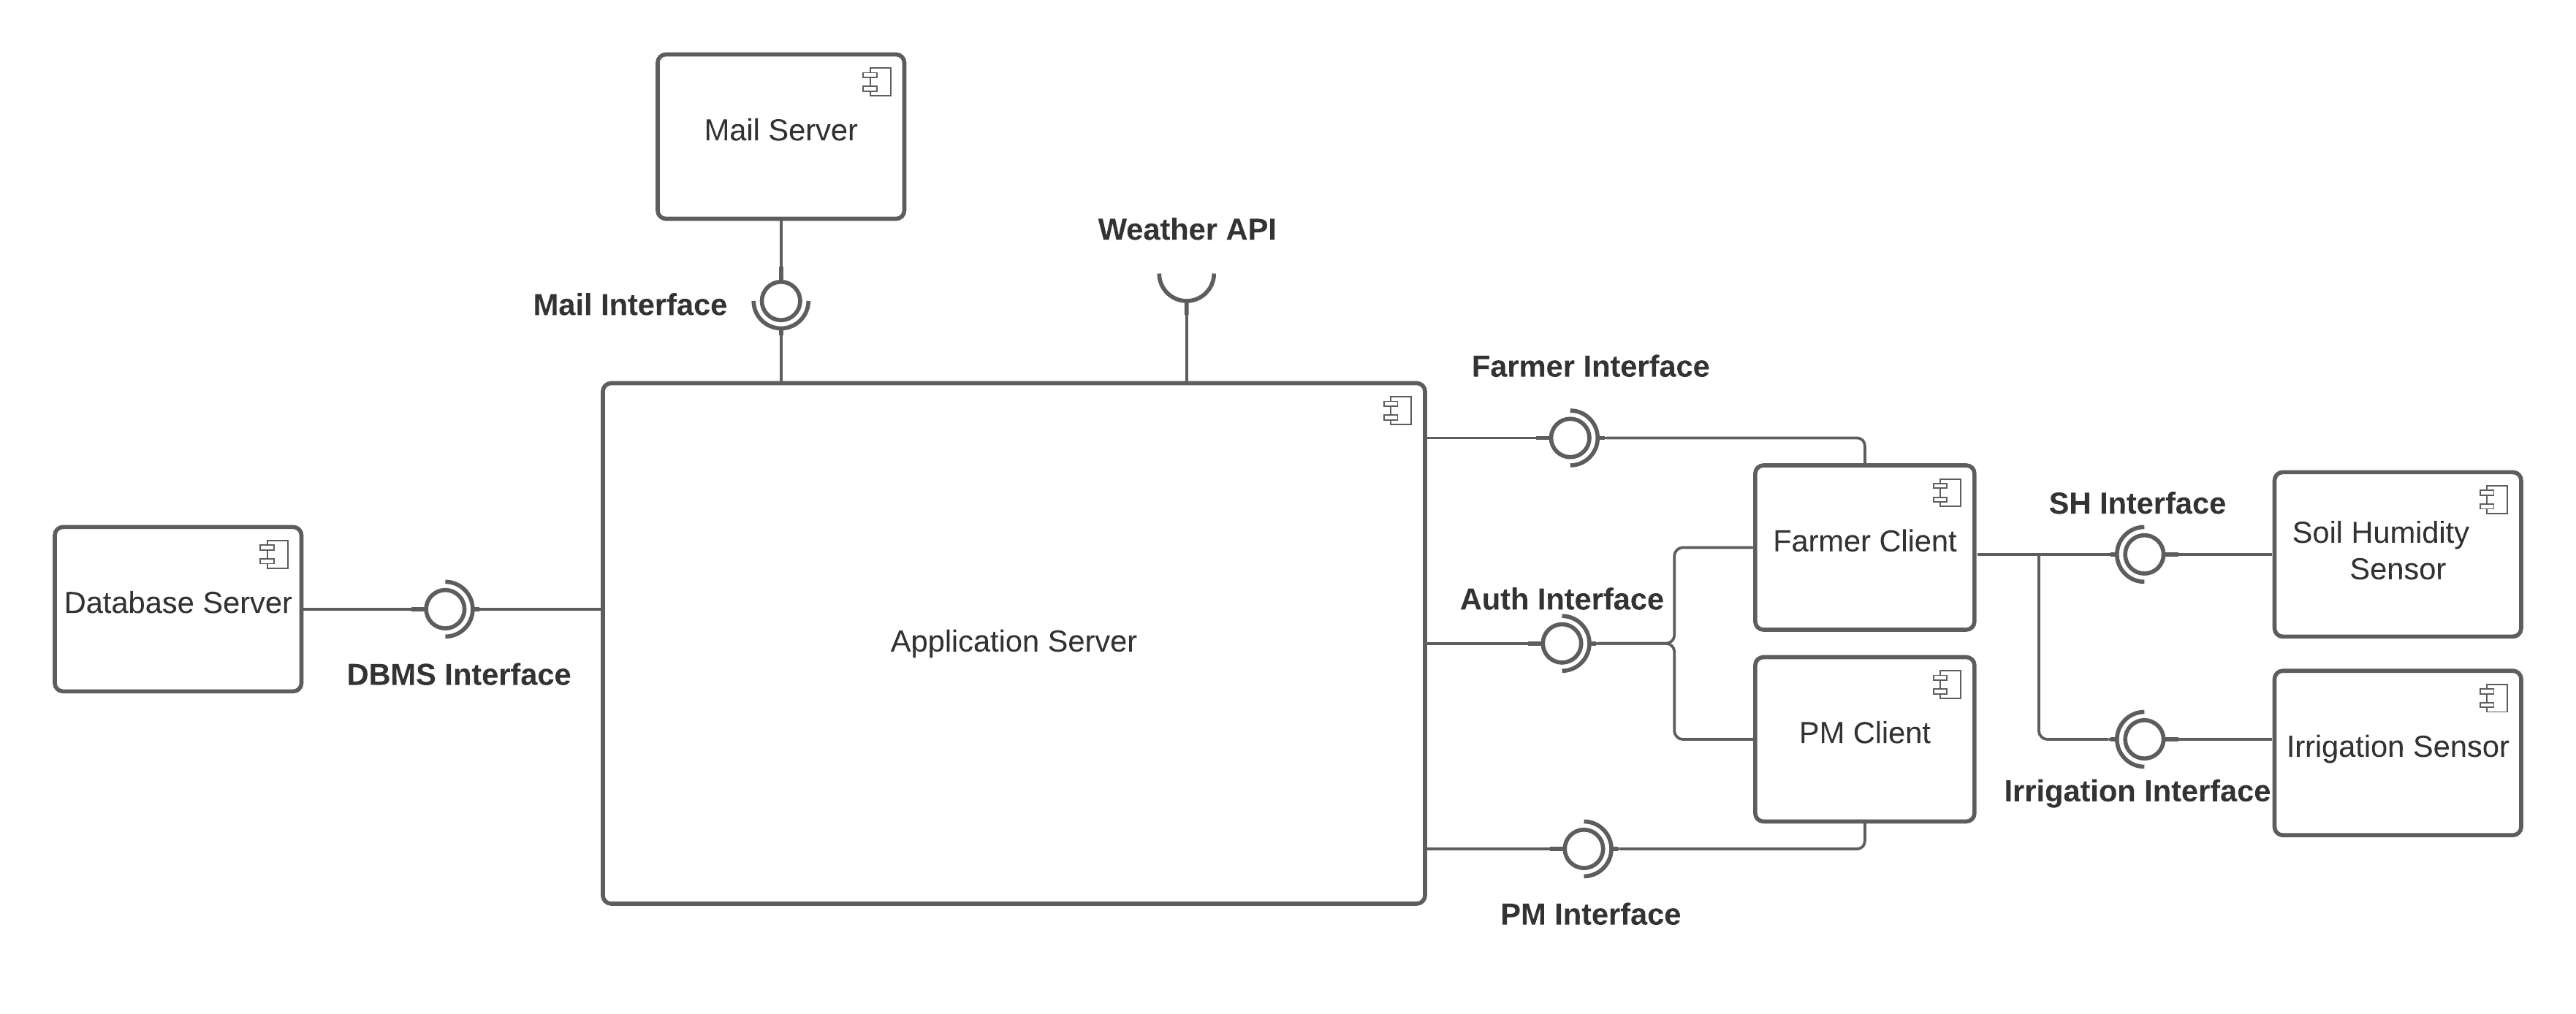 Mail Server
Weather API
Mail Interface
Farmer Interface
SH Interface
Soil Humidity
Sensor
Farmer Client
Auth Interface
Database Server
Application Server
DBMS Interface
PM Client
Irrigation Sensor
Irrigation Interface
PM Interface